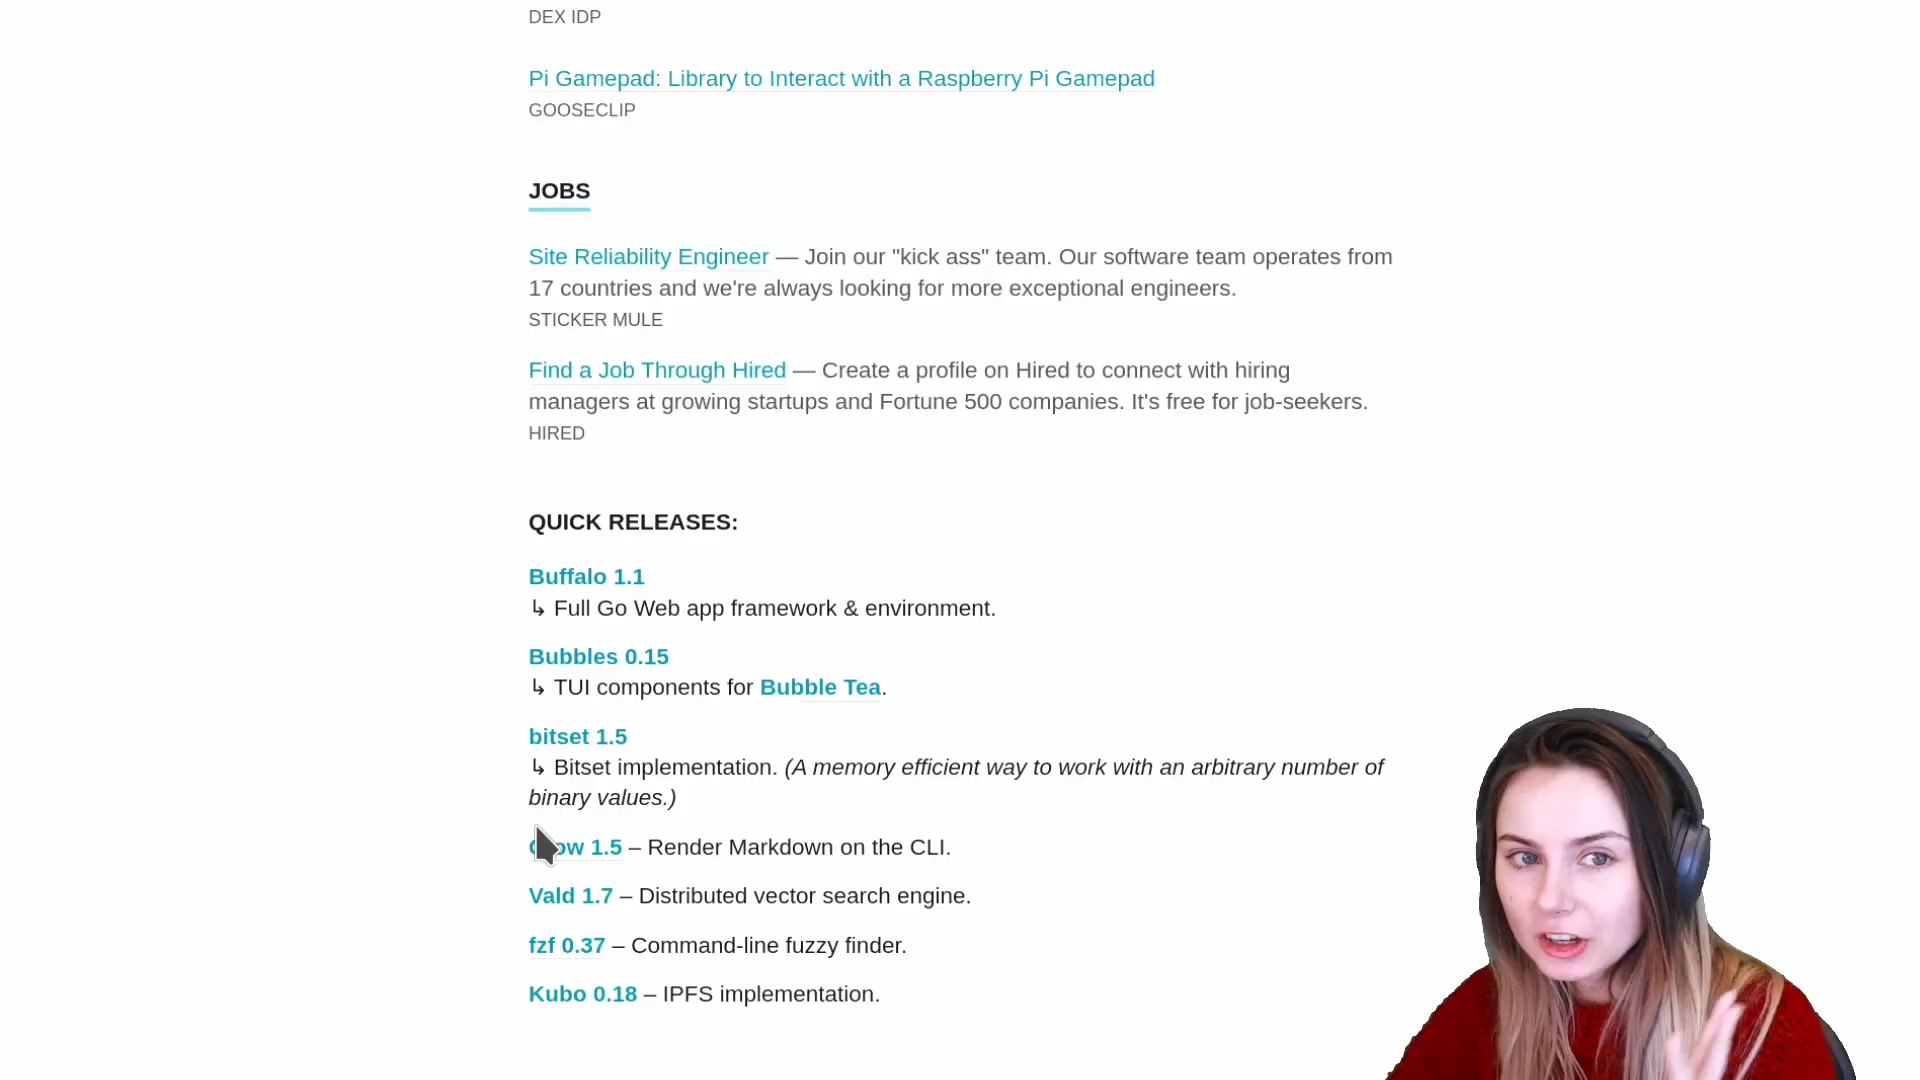 DEX IDP
Pi Gamepad: Library to Interact with a Raspberry Pi Gamepad
GOOSECLIP
JOBS
Site Reliability Engineer — Join our "kick ass" team. Our software team operates from
17 countries and we're always looking for more exceptional engineers.
STICKER MULE
Find a Job Through Hired — Create a profile on Hired to connect with hiring
managers at growing startups and Fortune 500 companies. It's free for job-seekers.
HIRED
QUICK RELEASES:
Buffalo 1.1
↳ Full Go Web app framework & environment.
Bubbles 0.15
↳ TUI components for Bubble Tea.
bitset 1.5
↳ Bitset implementation. (A memory efficient way to work with an arbitrary number of
binary values.)
1.5 – Render Markdown on the CLI.
Vald 1.7 – Distributed vector search engine.
fzf 0.37 – Command-line fuzzy finder.
Kubo 0.18 – IPFS implementation.